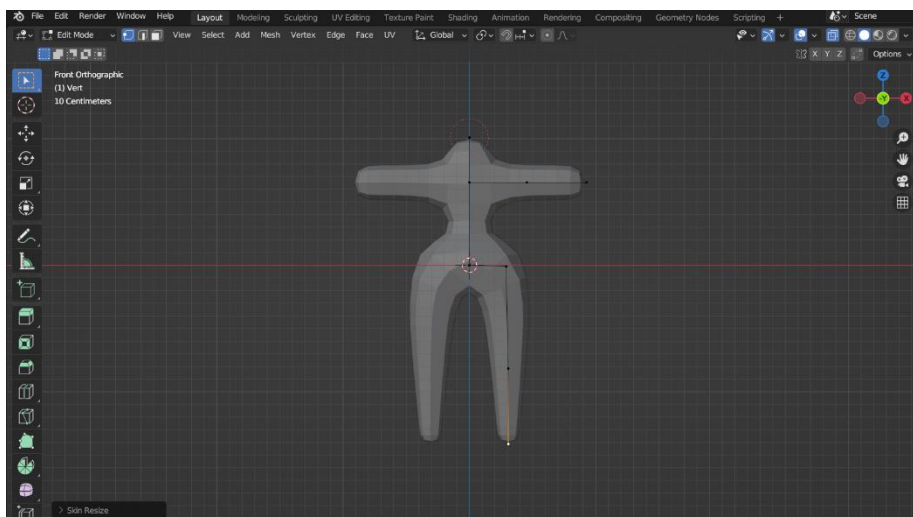 File Edit Render Window Help Layout Modeling Sculpting UV Editing Texture Paint Shading Animation Rendering Compositing Geometry Nodes Scripting + Scene
Edit Mode View Select Add Mesh Vertex Edge Face UV Global
X Y Z Options
Front Orthographic
(1) Vert
10 Centimeters
Z
-Y X
> Skin Resize